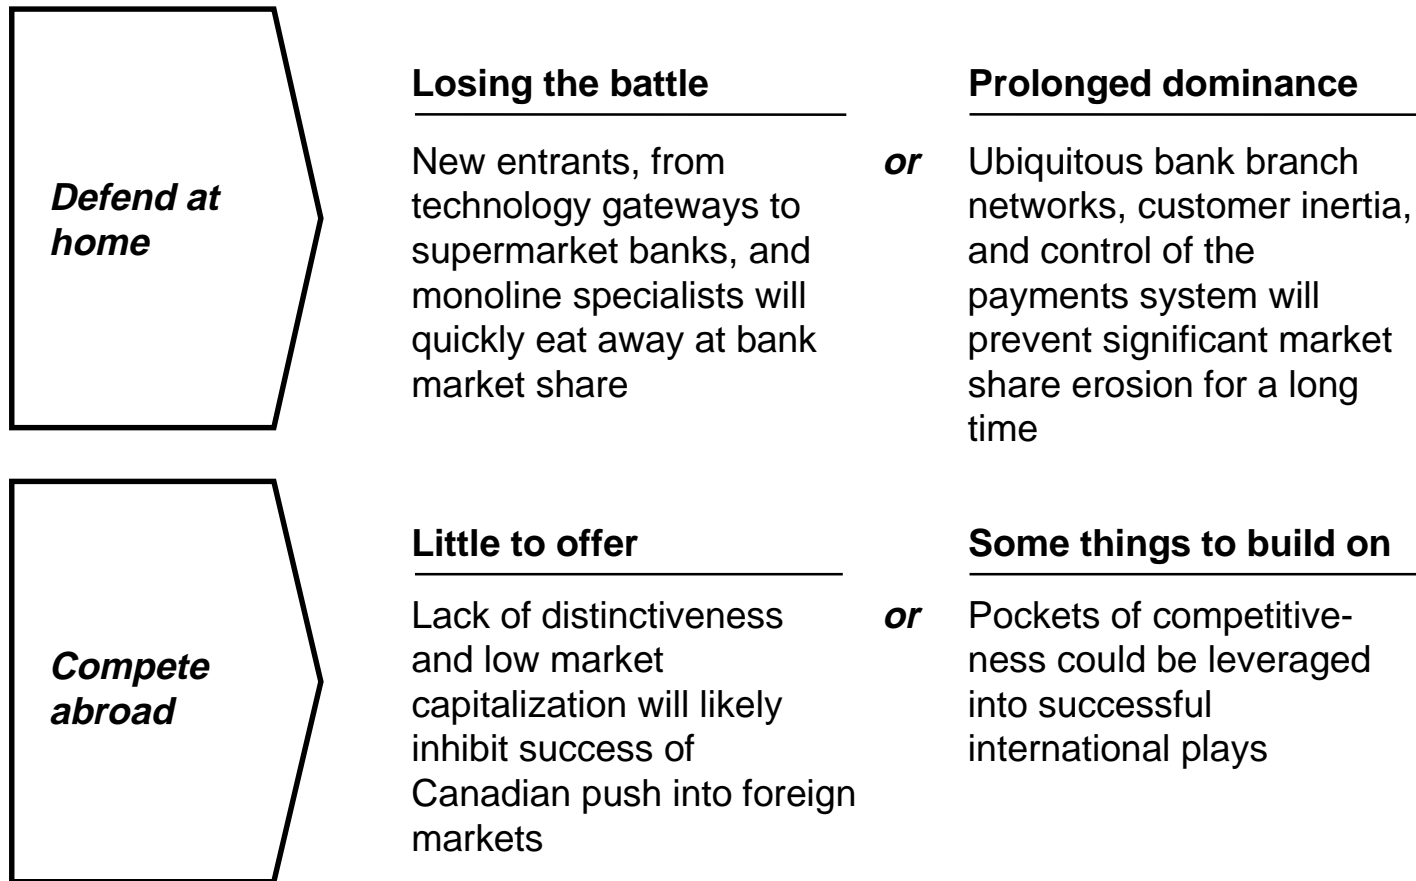 Defend at
home
Losing the battle
New entrants, from
technology gateways to
supermarket banks, and
monoline specialists will
quickly eat away at bank
market share
or
Prolonged dominance
Ubiquitous bank branch
networks, customer inertia,
and control of the
payments system will
prevent significant market
share erosion for a long
time
Compete
abroad
Little to offer
Lack of distinctiveness
and low market
capitalization will likely
inhibit success of
Canadian push into foreign
markets
or
Some things to build on
Pockets of competitive-
ness could be leveraged
into successful
international plays